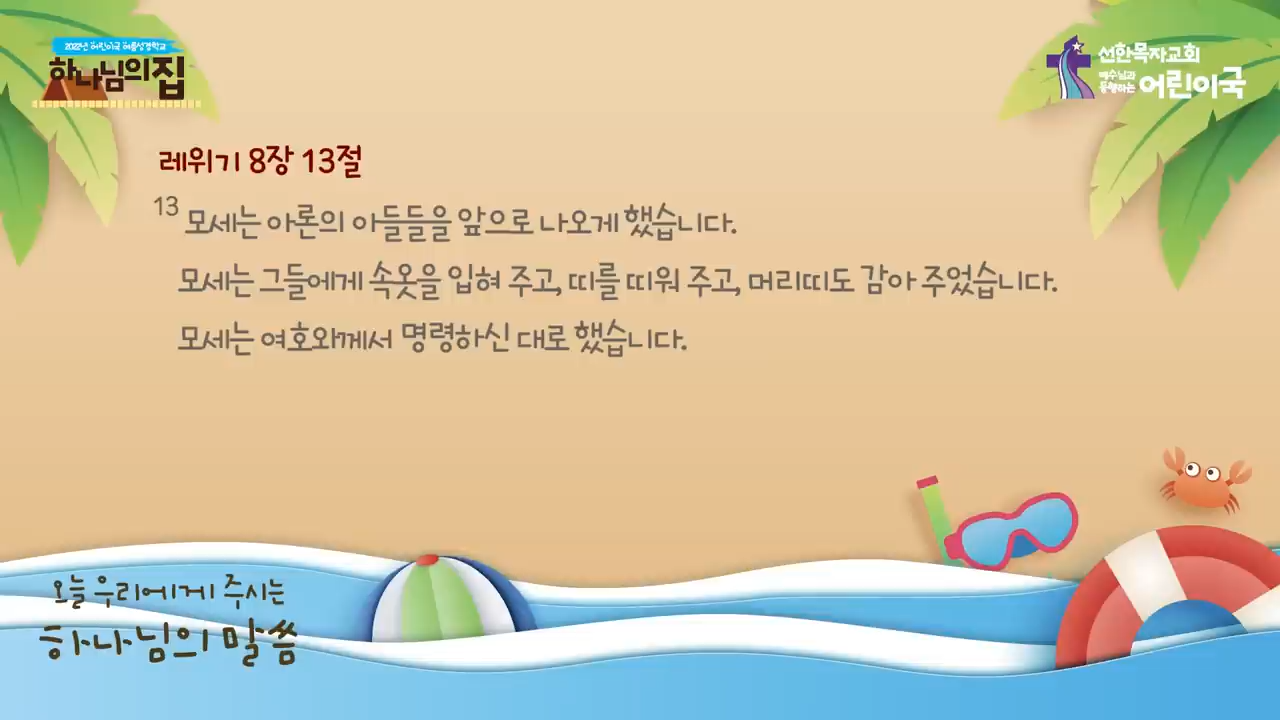 2022년 어린이국 여름성경학교
하나님의집
선한목자교회
예수님과
동행하는
어린이국
레위기 8장 13절
13 모세는 아론의 아들들을 앞으로 나오게 했습니다.
모세는 그들에게 속옷을 입혀 주고, 띠를 띠워 주고, 머리띠도 감아 주었습니다.
모세는 여호와께서 명령하신 대로 했습니다.
오늘 우리에게 주시는
하나님의 말씀